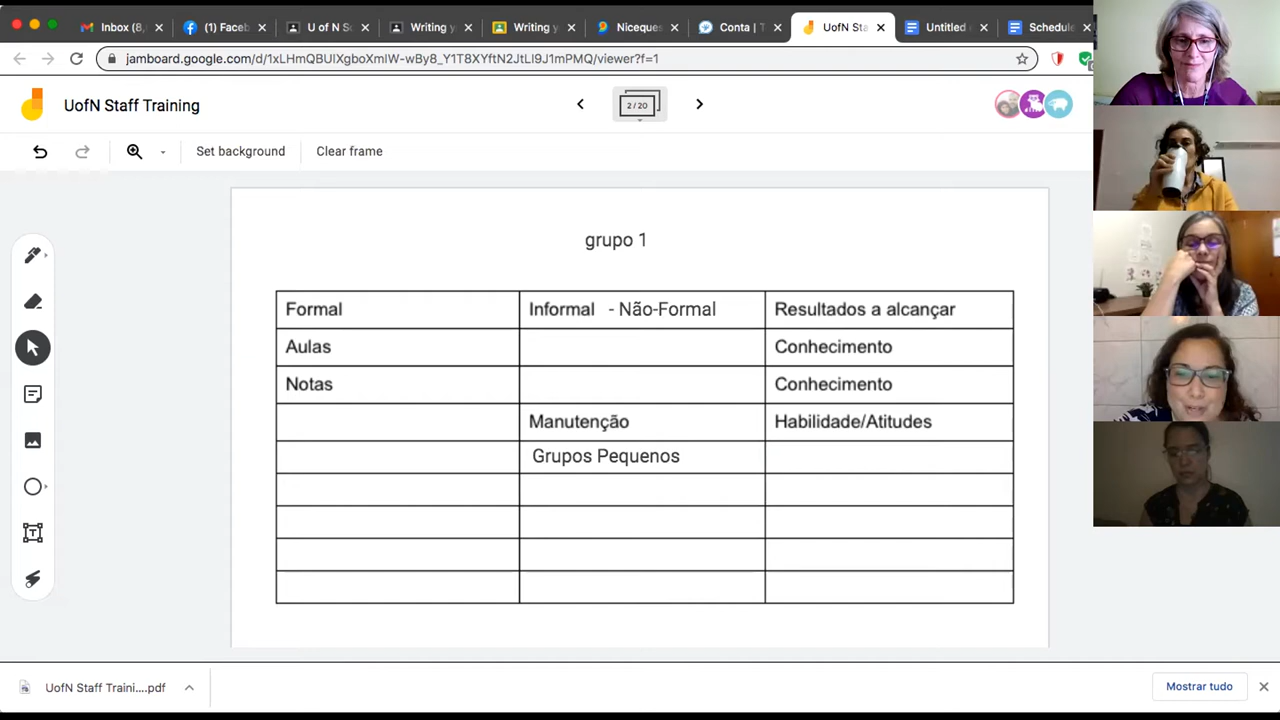 Inbox (8,
(1) Faceb
U of N Sc
Writing y
Writing y
Niceques
Conta | T
UofN Sta
Untitled
Schedule
jamboard.google.com/d/1xLHmQBUIXgboXmIW-wBy8_Y1T8XYftN2JtLI9J1mPMQ/viewer?f=1
UofN Staff Training
2 / 20
Set background
Clear frame
grupo 1
Formal Informal - Não-Formal Resultados a alcançar
Aulas Conhecimento
Notas Conhecimento
Manutenção Habilidade/Atitudes
Grupos Pequenos
UofN Staff Traini....pdf
Mostrar tudo